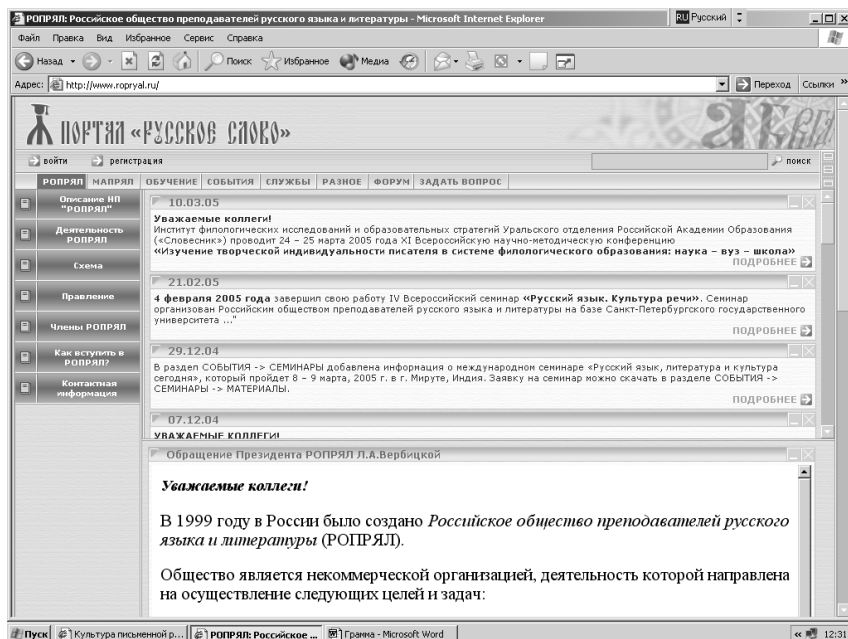 РОПРЯЛ: Российское общество преподавателей русского языка и литературы - Microsoft Internet Explorer
RU Русский
Файл Правка Вид Избранное Сервис Справка
Назад Поиск Избранное Медиа
Адрес: http://www.ropryal.ru/ Переход Ссылки »
ПОРТАЛ «РУССКОЕ СЛОВО»
войти регистрация поиск
РОПРЯЛ МАПРЯЛ ОБУЧЕНИЕ СОБЫТИЯ СЛУЖБЫ РАЗНОЕ ФОРУМ ЗАДАТЬ ВОПРОС
Описание НП
"РОПРЯЛ"
Деятельность
РОПРЯЛ
Схема
Правление
Члены РОПРЯЛ
Как вступить в
РОПРЯЛ?
Контактная
информация
10.03.05
Уважаемые коллеги!
Институт филологических исследований и образовательных стратегий Уральского отделения Российской Академии Образования
(«Словесник») проводит 24 – 25 марта 2005 года XI Всероссийскую научно-методическую конференцию
«Изучение творческой индивидуальности писателя в системе филологического образования: наука – вуз – школа»
ПОДРОБНЕЕ
21.02.05
4 февраля 2005 года завершил свою работу IV Всероссийский семинар «Русский язык. Культура речи». Семинар
организован Российским обществом преподавателей русского языка и литературы на базе Санкт-Петербургского государственного
университета ..."
ПОДРОБНЕЕ
29.12.04
В раздел СОБЫТИЯ -> СЕМИНАРЫ добавлена информация о международном семинаре «Русский язык, литература и культура
сегодня», который пройдет 8 – 9 марта, 2005 г. в г. Мируте, Индия. Заявку на семинар можно скачать в разделе СОБЫТИЯ ->
СЕМИНАРЫ -> МАТЕРИАЛЫ.
ПОДРОБНЕЕ
07.12.04
УВАЖАЕМЫЕ КОЛЛЕГИ!
Обращение Президента РОПРЯЛ Л.А.Вербицкой
Уважаемые коллеги!
В 1999 году в России было создано Российское общество преподавателей русского
языка и литературы (РОПРЯЛ).
Общество является некоммерческой организацией, деятельность которой направлена
на осуществление следующих целей и задач:
Пуск Культура письменной р... РОПРЯЛ: Российское ... Грамма - Microsoft Word « 12:31